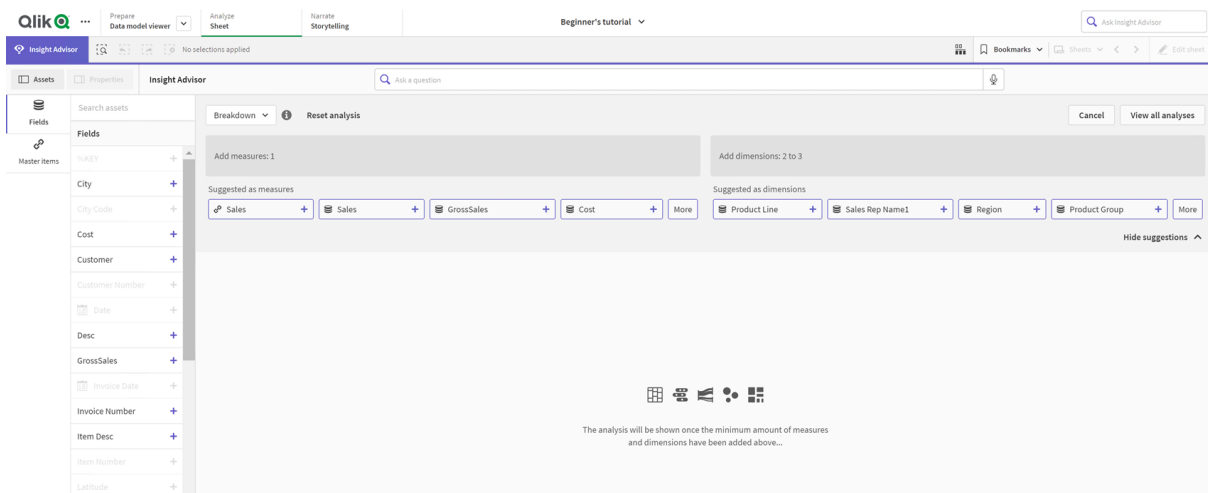 Qlik
Prepare
Data model viewer
Analyze
Sheet
Narrate
Storytelling
Beginner's tutorial
Ask Insight Advisor
Insight Advisor
No selections applied
Bookmarks
Sheets
Edit sheet
Assets
Properties
Insight Advisor
Ask a question
Fields
Master items
Search assets
Fields
%KEY
City
City Code
Cost
Customer
Customer Number
Date
Desc
GrossSales
Invoice Date
Invoice Number
Item Desc
Item Number
Latitude
Breakdown
Reset analysis
Cancel
View all analyses
Add measures: 1
Add dimensions: 2 to 3
Suggested as measures
Sales
Sales
GrossSales
Cost
More
Suggested as dimensions
Product Line
Sales Rep Name1
Region
Product Group
More
Hide suggestions
The analysis will be shown once the minimum amount of measures
and dimensions have been added above...